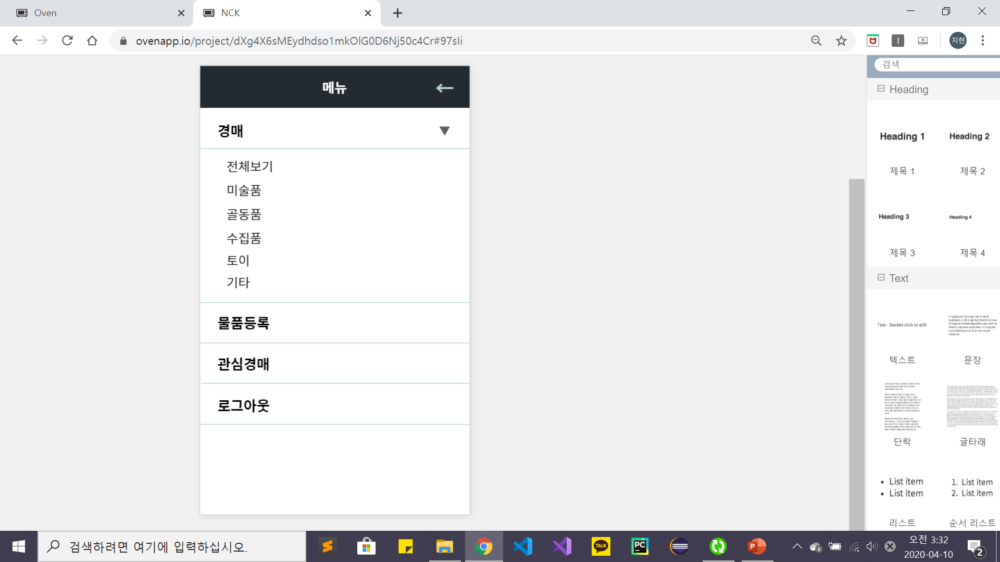 Oven
NCK
ovenapp.io/project/dXg4X6sMEydhdso1mkOlG0D6Nj50c4Cr#97sIi
지현
메뉴
경매
전체보기
미술품
골동품
수집품
토이
기타
물품등록
관심경매
로그아웃
검색
Heading
Heading 1
Heading 2
제목 1
제목 2
Heading 3
Heading 4
제목 3
제목 4
Text
Text - Double click to edit
텍스트
문장
단락
글타래
• List item
• List item
1. List item
2. List item
리스트
순서 리스트
검색하려면 여기에 입력하십시오.
TALK
PC
P
오전 3:32
2020-04-10
2